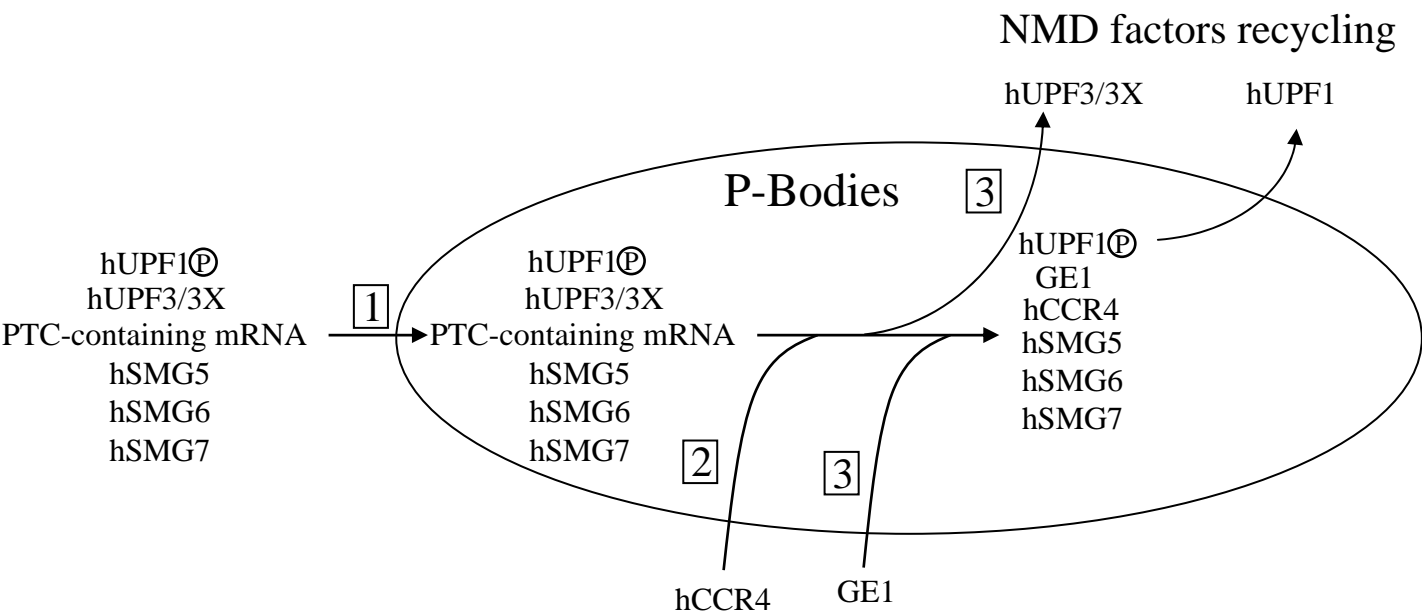 NMD factors recycling
hUPF3/3X
hUPF1
P-Bodies
3
hUPF1Ⓟ
hUPF3/3X
PTC-containing mRNA
hSMG5
hSMG6
hSMG7
1
hUPF1Ⓟ
hUPF3/3X
PTC-containing mRNA
hSMG5
hSMG6
hSMG7
2
3
hUPF1Ⓟ
GE1
hCCR4
hSMG5
hSMG6
hSMG7
hCCR4
GE1